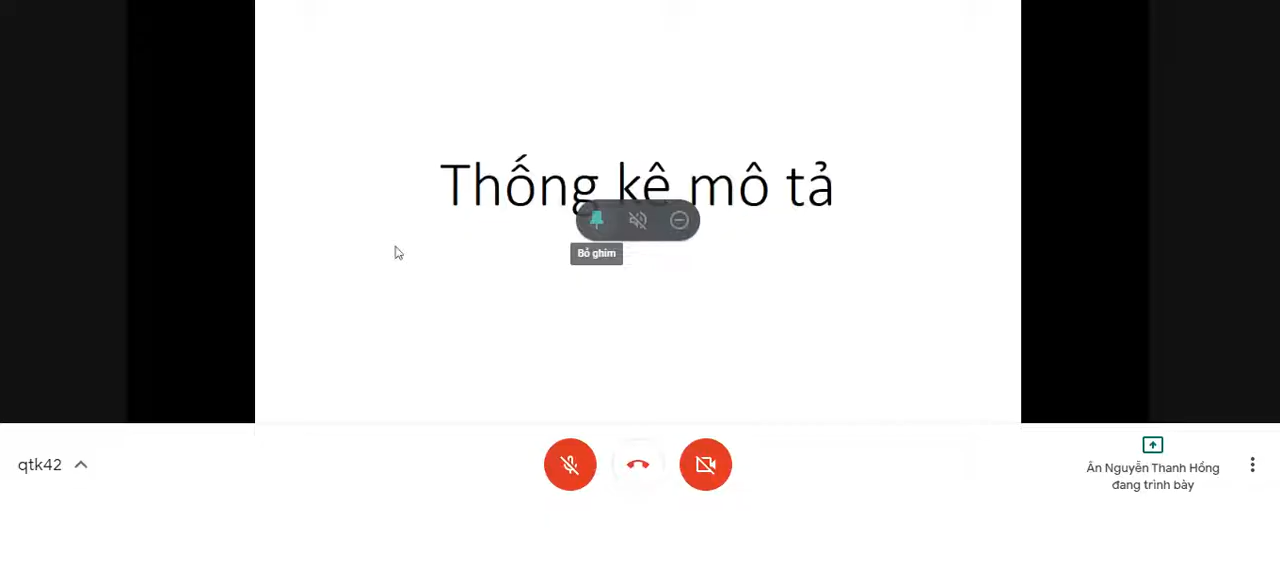 Thống kê mô tả
Bỏ ghim
qtk42
Ân Nguyễn Thanh Hồng
đang trình bày